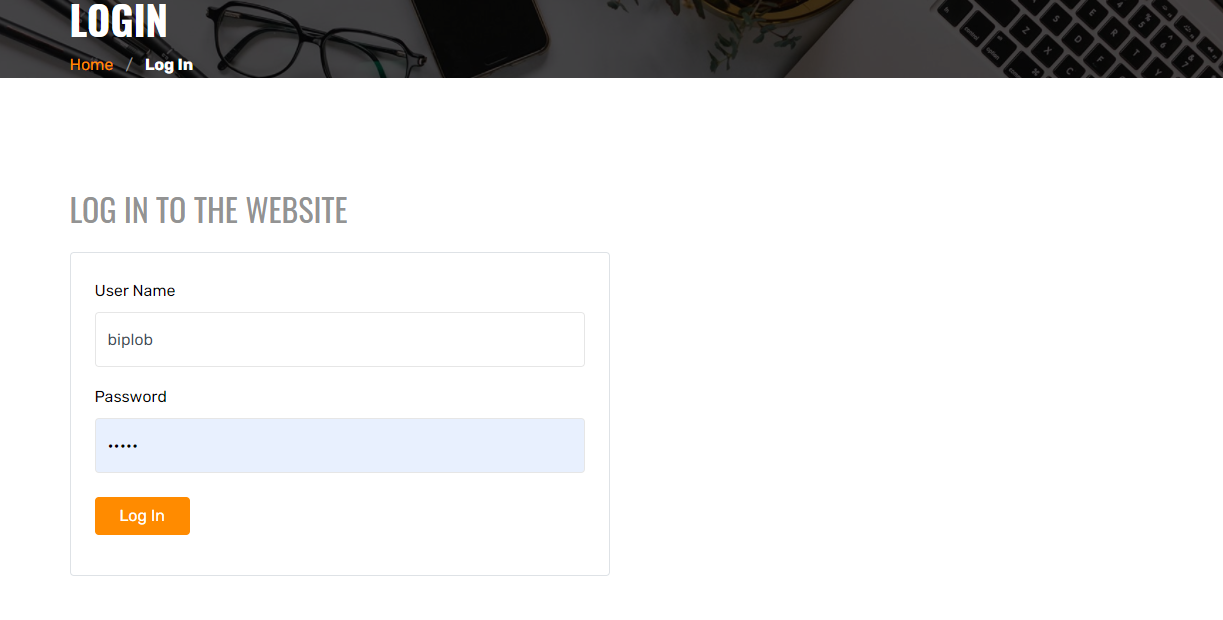 LOGIN
Home / Log In
LOG IN TO THE WEBSITE
User Name
biplob
Password
•••••
Log In